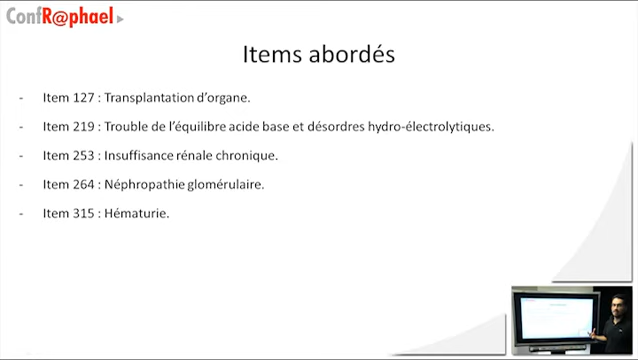 ConfR@phael
Items abordés
- Item 127 : Transplantation d'organe.
- Item 219 : Trouble de l'équilibre acide base et désordres hydro-électrolytiques.
- Item 253 : Insuffisance rénale chronique.
- Item 264 : Néphropathie glomérulaire.
- Item 315 : Hématurie.